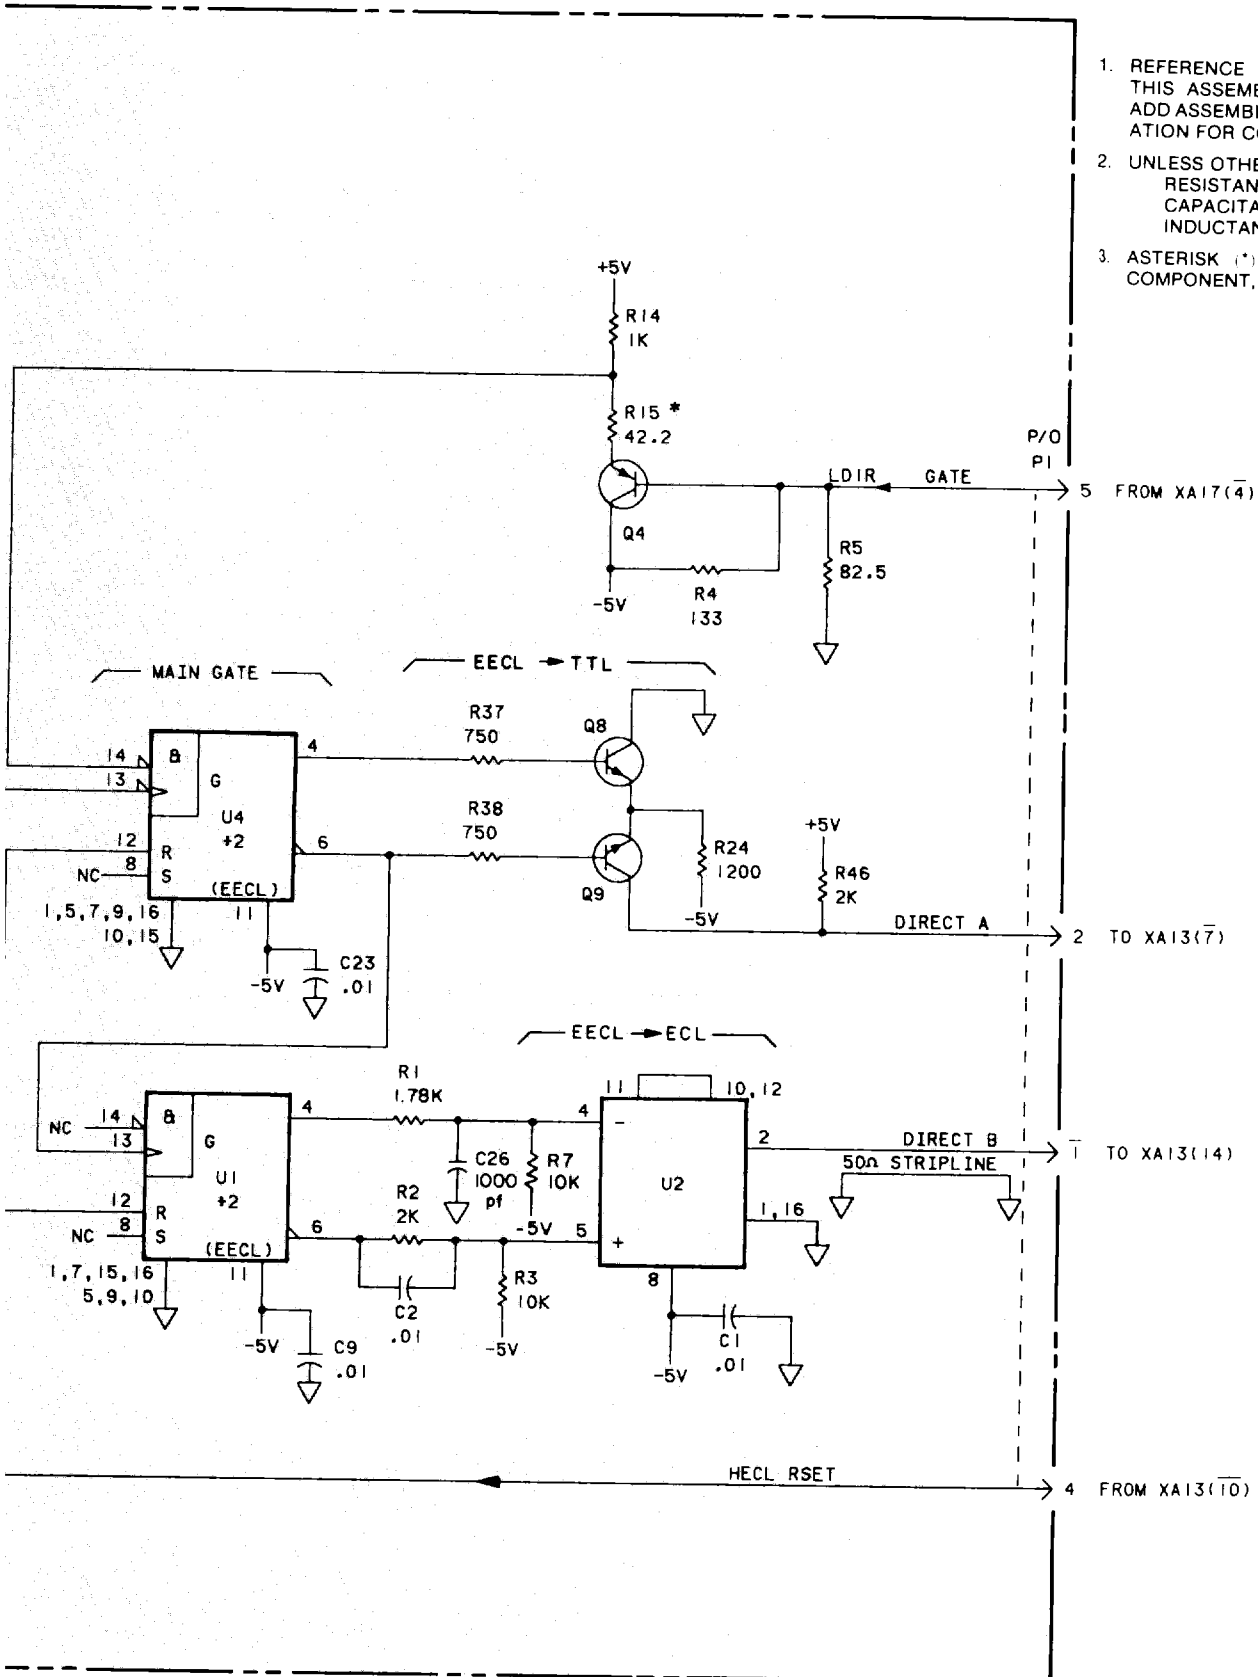 1. REFERENCE
THIS ASSEMB
ADD ASSEMBL
ATION FOR CO
2. UNLESS OTHE
RESISTAN
CAPACITA
INDUCTAN
3. ASTERISK (*)
COMPONENT,
+5V
R14
1K
R15 *
42.2
P/O
P1
LDIR GATE
5 FROM XA17(4̅)
Q4
R5
82.5
-5V
R4
133
MAIN GATE
EECL → TTL
R37
750
Q8
14
&
4
13
G
U4
÷2
R38
750
+5V
12
R
6
8
NC
S
R24
1200
R46
2K
(EECL)
Q9
1,5,7,9,16
10,15
11
-5V
DIRECT A
2 TO XA13(7̅)
C23
.01
-5V
EECL → ECL
R1
1.78K
11
10,12
NC
14
&
4
4
-
13
G
2
DIRECT B
1̅ TO XA13(14)
50Ω STRIPLINE
U1
÷2
C26
1000
pf
R7
10K
U2
R2
2K
12
R
1,16
8
NC
S
6
-5V
5
+
(EECL)
1,7,15,16
5,9,10
11
R3
10K
8
C2
.01
-5V
C9
.01
-5V
C1
.01
-5V
HECL RSET
4 FROM XA13(1̅0̅)